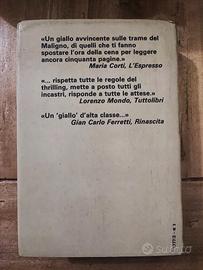 «Un giallo avvincente sulle trame del
Maligno, di quelli che ti fanno
spostare l'ora della cena per leggere
ancora cinquanta pagine.»
Maria Corti, L'Espresso
«... rispetta tutte le regole del
thrilling, mette a posto tutti gli
incastri, risponde a tutte le attese.»
Lorenzo Mondo, Tuttolibri
«Un 'giallo' d'alta classe...»
Gian Carlo Ferretti, Rinascita
subito